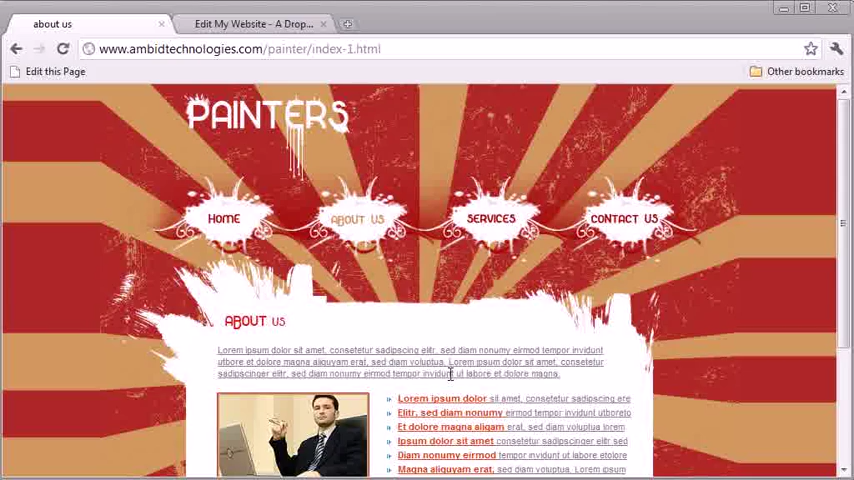 about us
Edit My Website - A Drop...
www.ambidtechnologies.com/painter/index-1.html
Edit this Page
Other bookmarks
PAINTERS
HOME
ABOUT US
SERVICES
CONTACT US
ABOUT US
Lorem ipsum dolor sit amet, consetetur sadipscing elitr, sed diam nonumy eirmod tempor invidunt
utboreo et dolore magna aliquyam erat, sed diam voluptua. Lorem ipsum dolor sit amet, consetetur
sadipscinger elitr, sed diam nonumy eirmod tempor invidunt ut labore et dolore magna.
Lorem ipsum dolor sit amet, consetetur sadipscing ere
Elitr, sed diam nonumy eirmod tempor invidunt utboreto
Et dolore magna aliqam erat, sed diam voluptua lorem
Ipsum dolor sit amet consetetur sadipscinger elitr sed
Diam nonumy eirmod tempor invidunt ut labore et dolore
Magna aliquyam erat, sed diam voluptua. Lorem ipsum